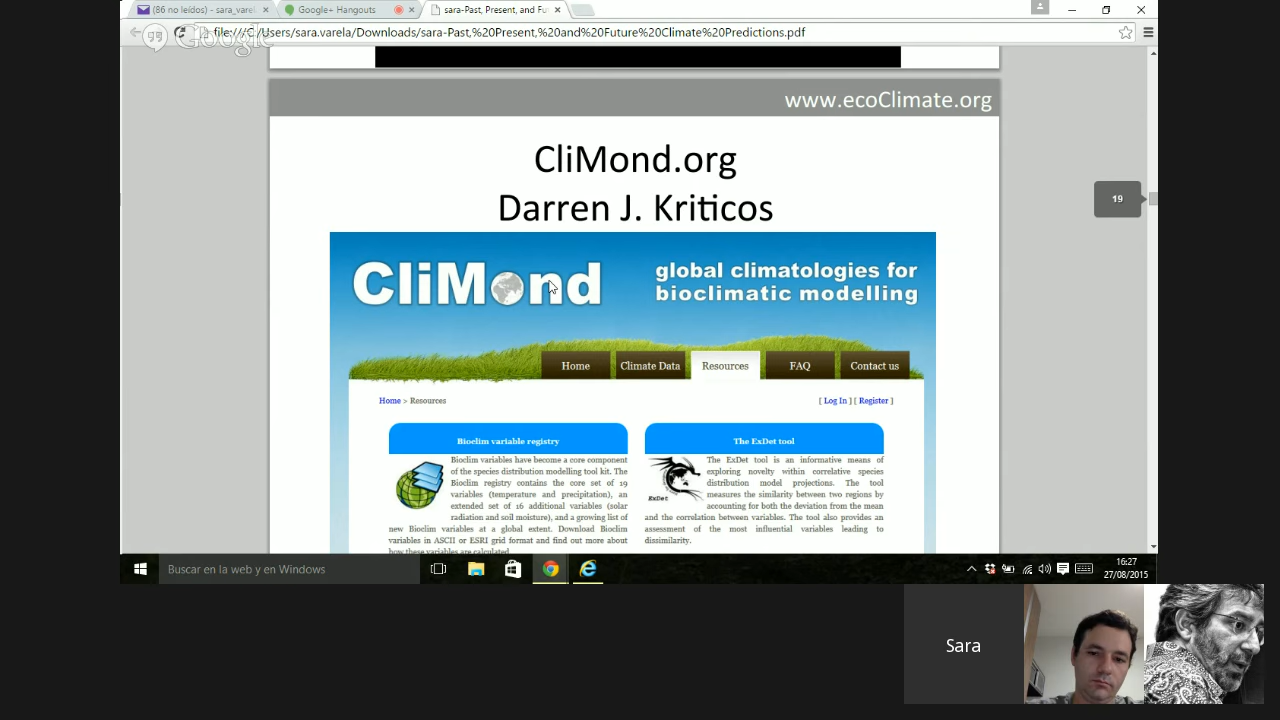 (86 no leídos) - sara_vare
Google+ Hangouts
sara-Past, Present, and Fu
Google
file:///C:/Users/sara.varela/Downloads/sara-Past,%20Present,%20and%20Future%20Climate%20Predictions.pdf
www.ecoClimate.org
CliMond.org
Darren J. Kriticos
19
CliMond
global climatologies for
bioclimatic modelling
Home
Climate Data
Resources
FAQ
Contact us
Home > Resources
[ Log In ] [ Register ]
Bioclim variable registry
Bioclim variables have become a core component
of the species distribution modelling tool kit. The
Bioclim registry contains the core set of 19
variables (temperature and precipitation), an
extended set of 16 additional variables (solar
radiation and soil moisture), and a growing list of
new Bioclim variables at a global extent. Download Bioclim
variables in ASCII or ESRI grid format and find out more about
how these variables are calculated.
The ExDet tool
ExDet
The ExDet tool is an informative means of
exploring novelty within correlative species
distribution model projections. The tool
measures the similarity between two regions by
accounting for both the deviation from the mean
and the correlation between variables. The tool also provides an
assessment of the most influential variables leading to
dissimilarity.
Buscar en la web y en Windows
16:27
27/08/2015
Sara